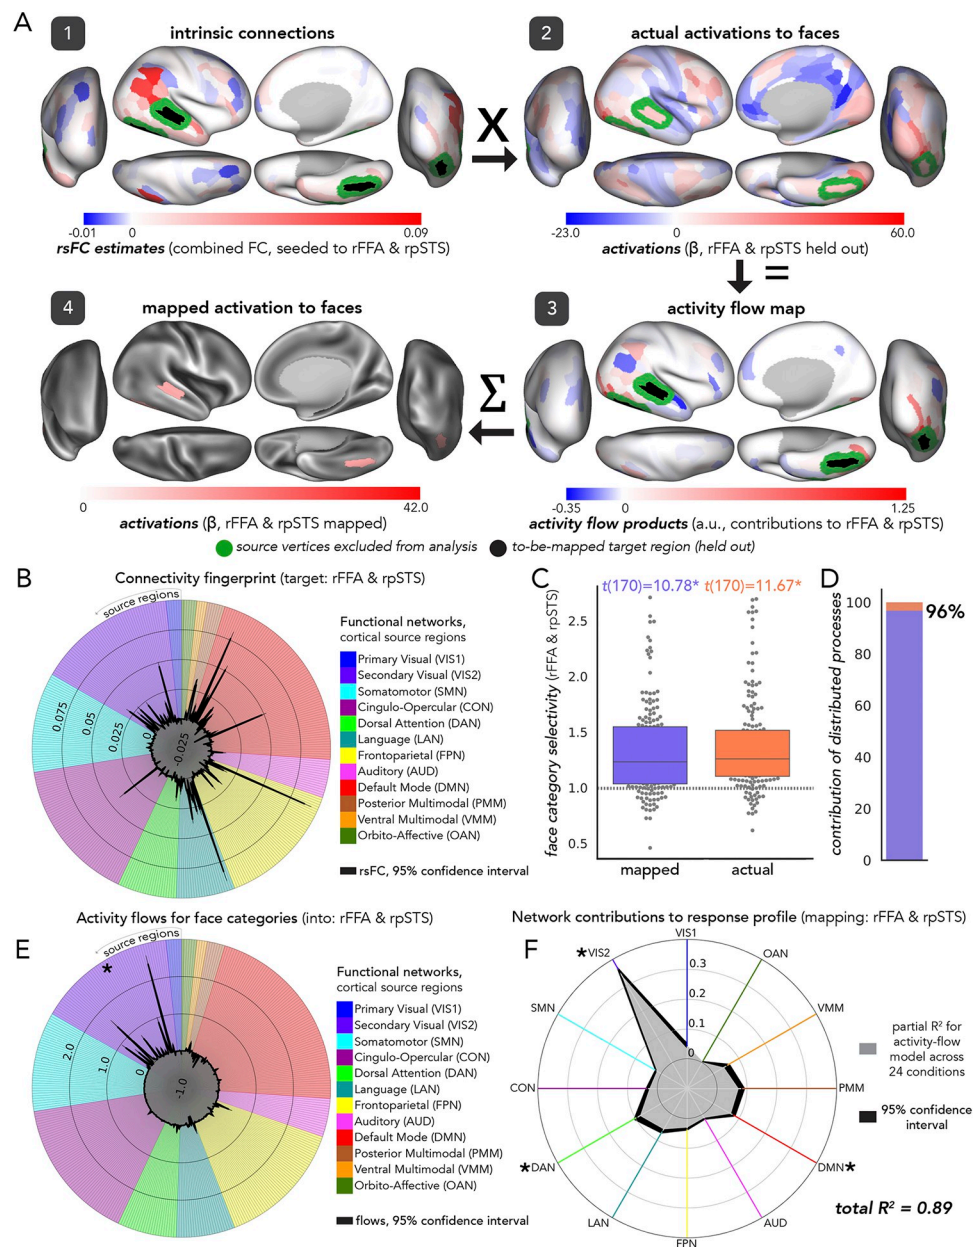 A
1
intrinsic connections
2
actual activations to faces
X
-0.01
0
0.09
rsFC estimates (combined FC, seeded to rFFA & rpSTS)
-23.0
0
60.0
activations (β, rFFA & rpSTS held out)
=
4
mapped activation to faces
3
activity flow map
Σ
0
42.0
activations (β, rFFA & rpSTS mapped)
-0.35
0
1.25
activity flow products (a.u., contributions to rFFA & rpSTS)
source vertices excluded from analysis
to-be-mapped target region (held out)
B
Connectivity fingerprint (target: rFFA & rpSTS)
source regions
0.075
0.05
0.025
0
-0.025
Functional networks,
cortical source regions
Primary Visual (VIS1)
Secondary Visual (VIS2)
Somatomotor (SMN)
Cingulo-Opercular (CON)
Dorsal Attention (DAN)
Language (LAN)
Frontoparietal (FPN)
Auditory (AUD)
Default Mode (DMN)
Posterior Multimodal (PMM)
Ventral Multimodal (VMM)
Orbito-Affective (OAN)
rsFC, 95% confidence interval
C
t(170)=10.78* t(170)=11.67*
face category selectivity (rFFA & rpSTS)
2.5
2.0
1.5
1.0
0.5
mapped
actual
D
contribution of distributed processes
100
80
60
40
20
0
96%
E
Activity flows for face categories (into: rFFA & rpSTS)
source regions
*
2.0
1.0
0
-1.0
Functional networks,
cortical source regions
Primary Visual (VIS1)
Secondary Visual (VIS2)
Somatomotor (SMN)
Cingulo-Opercular (CON)
Dorsal Attention (DAN)
Language (LAN)
Frontoparietal (FPN)
Auditory (AUD)
Default Mode (DMN)
Posterior Multimodal (PMM)
Ventral Multimodal (VMM)
Orbito-Affective (OAN)
flows, 95% confidence interval
F
Network contributions to response profile (mapping: rFFA & rpSTS)
VIS1
*VIS2
OAN
SMN
VMM
CON
PMM
*DAN
DMN*
LAN
AUD
FPN
0.3
0.2
0.1
0
partial R² for
activity-flow
model across
24 conditions
95% confidence
interval
total R² = 0.89